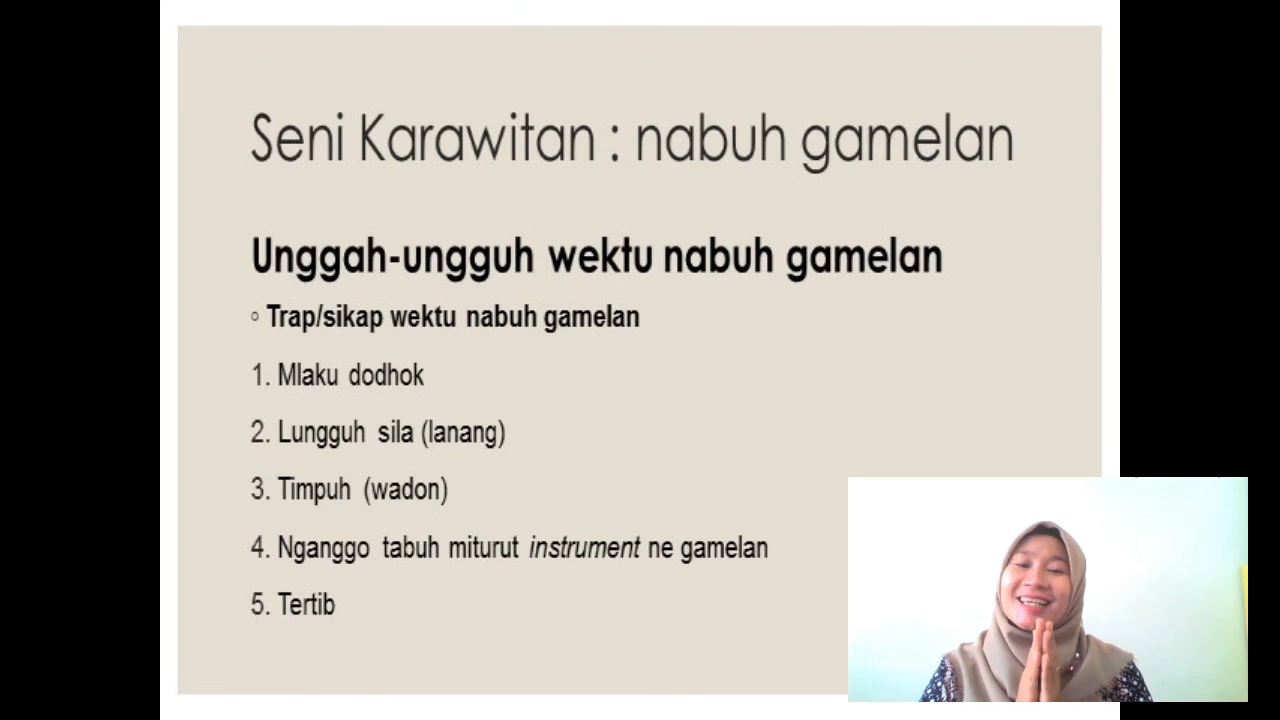 Seni Karawitan : nabuh gamelan
Unggah-ungguh wektu nabuh gamelan
◦ Trap/sikap wektu nabuh gamelan
1. Mlaku dodhok
2. Lungguh sila (lanang)
3. Timpuh (wadon)
4. Nganggo tabuh miturut instrument ne gamelan
5. Tertib